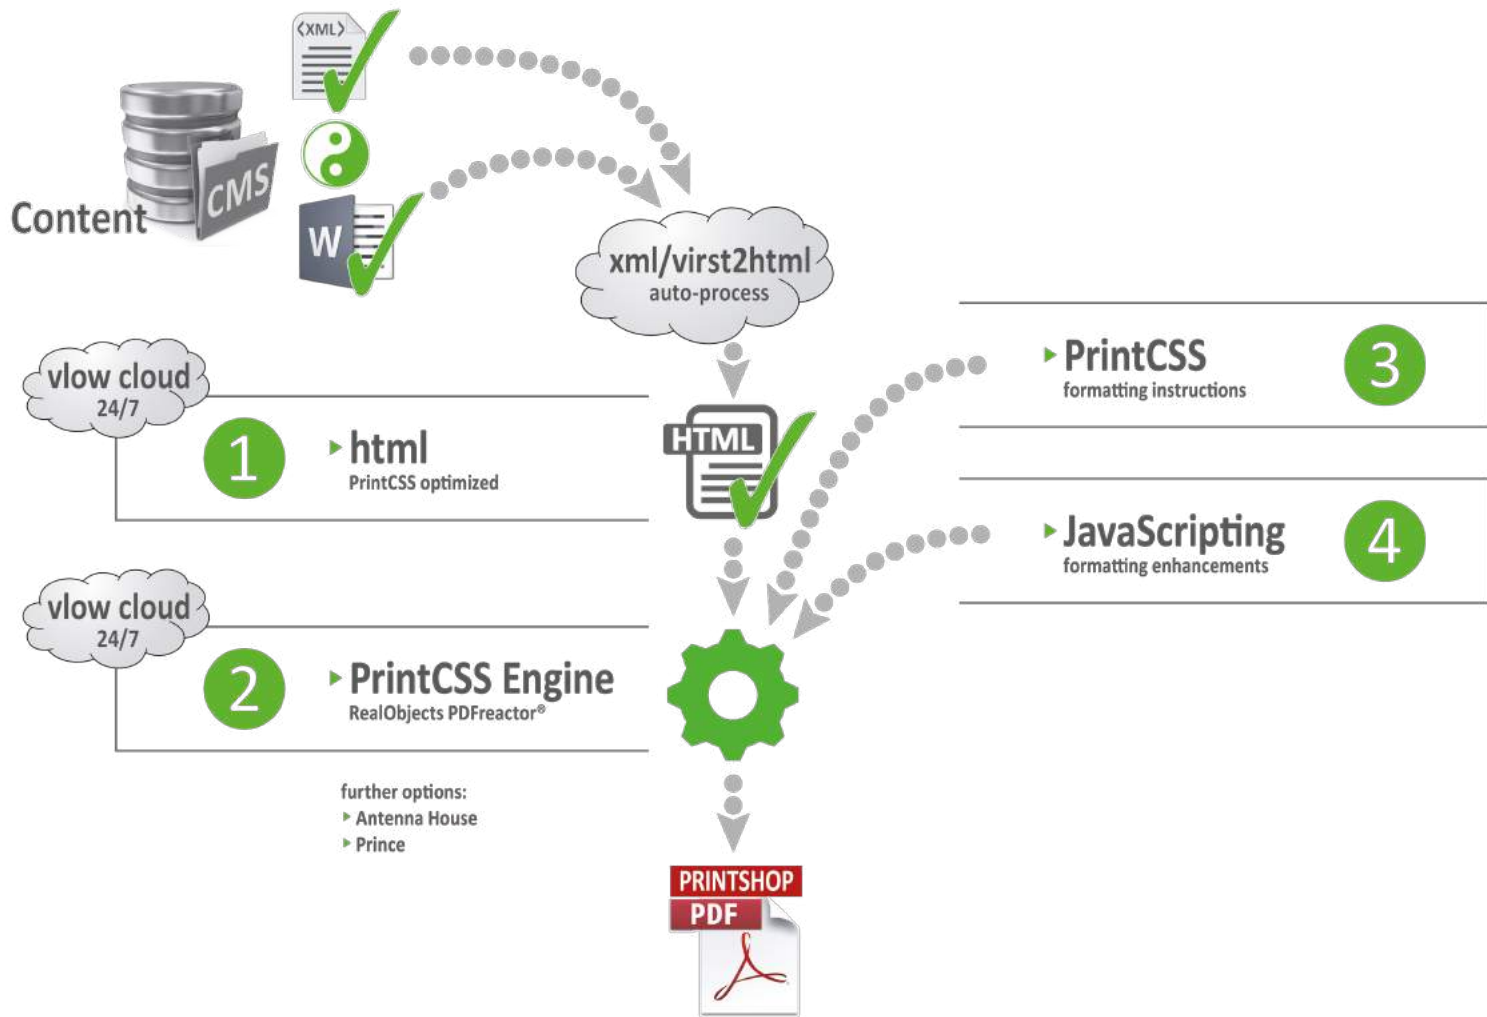 <XML>
CMS
Content
W
xml/virst2html
auto-process
vlow cloud
24/7
1
html
PrintCSS optimized
HTML
PrintCSS
formatting instructions
3
JavaScripting
formatting enhancements
4
vlow cloud
24/7
2
PrintCSS Engine
RealObjects PDFreactor®
further options:
Antenna House
Prince
PRINTSHOP
PDF